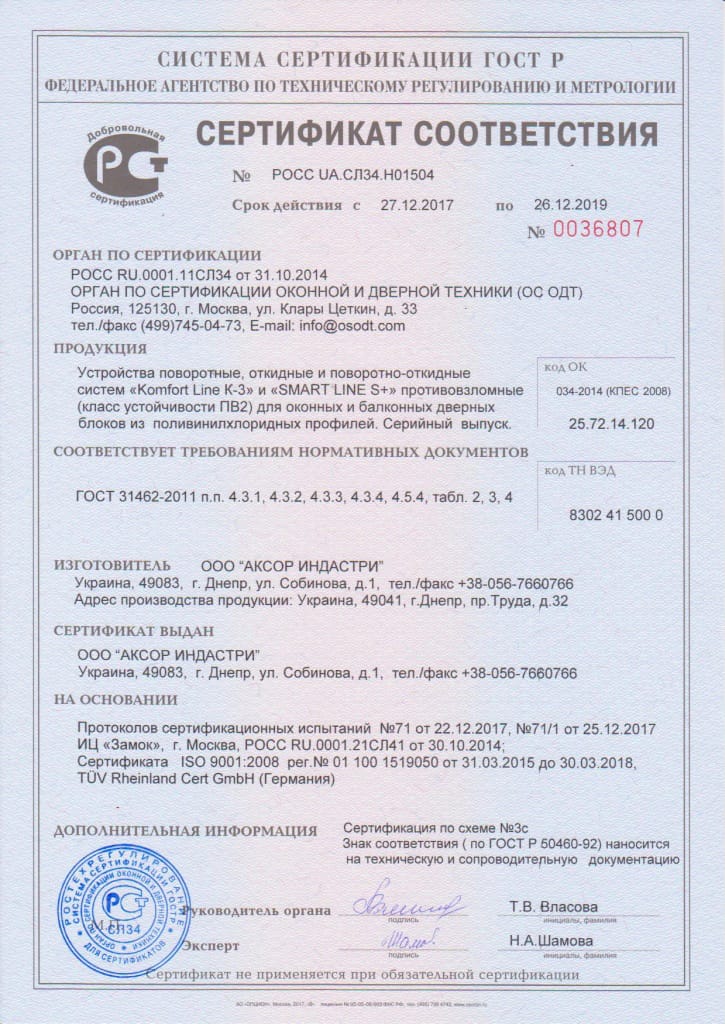 СИСТЕМА СЕРТИФИКАЦИИ ГОСТ Р
ФЕДЕРАЛЬНОЕ АГЕНТСТВО ПО ТЕХНИЧЕСКОМУ РЕГУЛИРОВАНИЮ И МЕТРОЛОГИИ
Добровольная
РСТ
сертификация
СЕРТИФИКАТ СООТВЕТСТВИЯ
№ РОСС UA.СЛ34.Н01504
Срок действия с 27.12.2017 по 26.12.2019
№ 0036807
ОРГАН ПО СЕРТИФИКАЦИИ
РОСС RU.0001.11СЛ34 от 31.10.2014
ОРГАН ПО СЕРТИФИКАЦИИ ОКОННОЙ И ДВЕРНОЙ ТЕХНИКИ (ОС ОДТ)
Россия, 125130, г. Москва, ул. Клары Цеткин, д. 33
тел./факс (499)745-04-73, E-mail: info@osodt.com
ПРОДУКЦИЯ
Устройства поворотные, откидные и поворотно-откидные
систем «Komfort Line К-3» и «SMART LINE S+» противовзломные
(класс устойчивости ПВ2) для оконных и балконных дверных
блоков из поливинилхлоридных профилей. Серийный выпуск.
код ОК
034-2014 (КПЕС 2008)
25.72.14.120
СООТВЕТСТВУЕТ ТРЕБОВАНИЯМ НОРМАТИВНЫХ ДОКУМЕНТОВ
ГОСТ 31462-2011 п.п. 4.3.1, 4.3.2, 4.3.3, 4.3.4, 4.5.4, табл. 2, 3, 4
код ТН ВЭД
8302 41 500 0
ИЗГОТОВИТЕЛЬ ООО “АКСОР ИНДАСТРИ”
Украина, 49083, г. Днепр, ул. Собинова, д.1, тел./факс +38-056-7660766
Адрес производства продукции: Украина, 49041, г.Днепр, пр.Труда, д.32
СЕРТИФИКАТ ВЫДАН
ООО “АКСОР ИНДАСТРИ”
Украина, 49083, г. Днепр, ул. Собинова, д.1, тел./факс +38-056-7660766
НА ОСНОВАНИИ
Протоколов сертификационных испытаний №71 от 22.12.2017, №71/1 от 25.12.2017
ИЦ «Замок», г. Москва, РОСС RU.0001.21СЛ41 от 30.10.2014;
Сертификата ISO 9001:2008 рег.№ 01 100 1519050 от 31.03.2015 до 30.03.2018,
TÜV Rheinland Cert GmbH (Германия)
ДОПОЛНИТЕЛЬНАЯ ИНФОРМАЦИЯ
Сертификация по схеме №3с
Знак соответствия ( по ГОСТ Р 50460-92) наносится
на техническую и сопроводительную документацию
РОСТЕХРЕГУЛИРОВАНИЕ
СИСТЕМА СЕРТИФИКАЦИИ ГОСТ Р
ОРГАН ПО СЕРТИФИКАЦИИ ОКОННОЙ И ДВЕРНОЙ ТЕХНИКИ
РСТ
СЛ34
ДЛЯ СЕРТИФИКАТОВ
М.П.
Руководитель органа
подпись
Т.В. Власова
инициалы, фамилия
Эксперт
подпись
Н.А.Шамова
инициалы, фамилия
Сертификат не применяется при обязательной сертификации